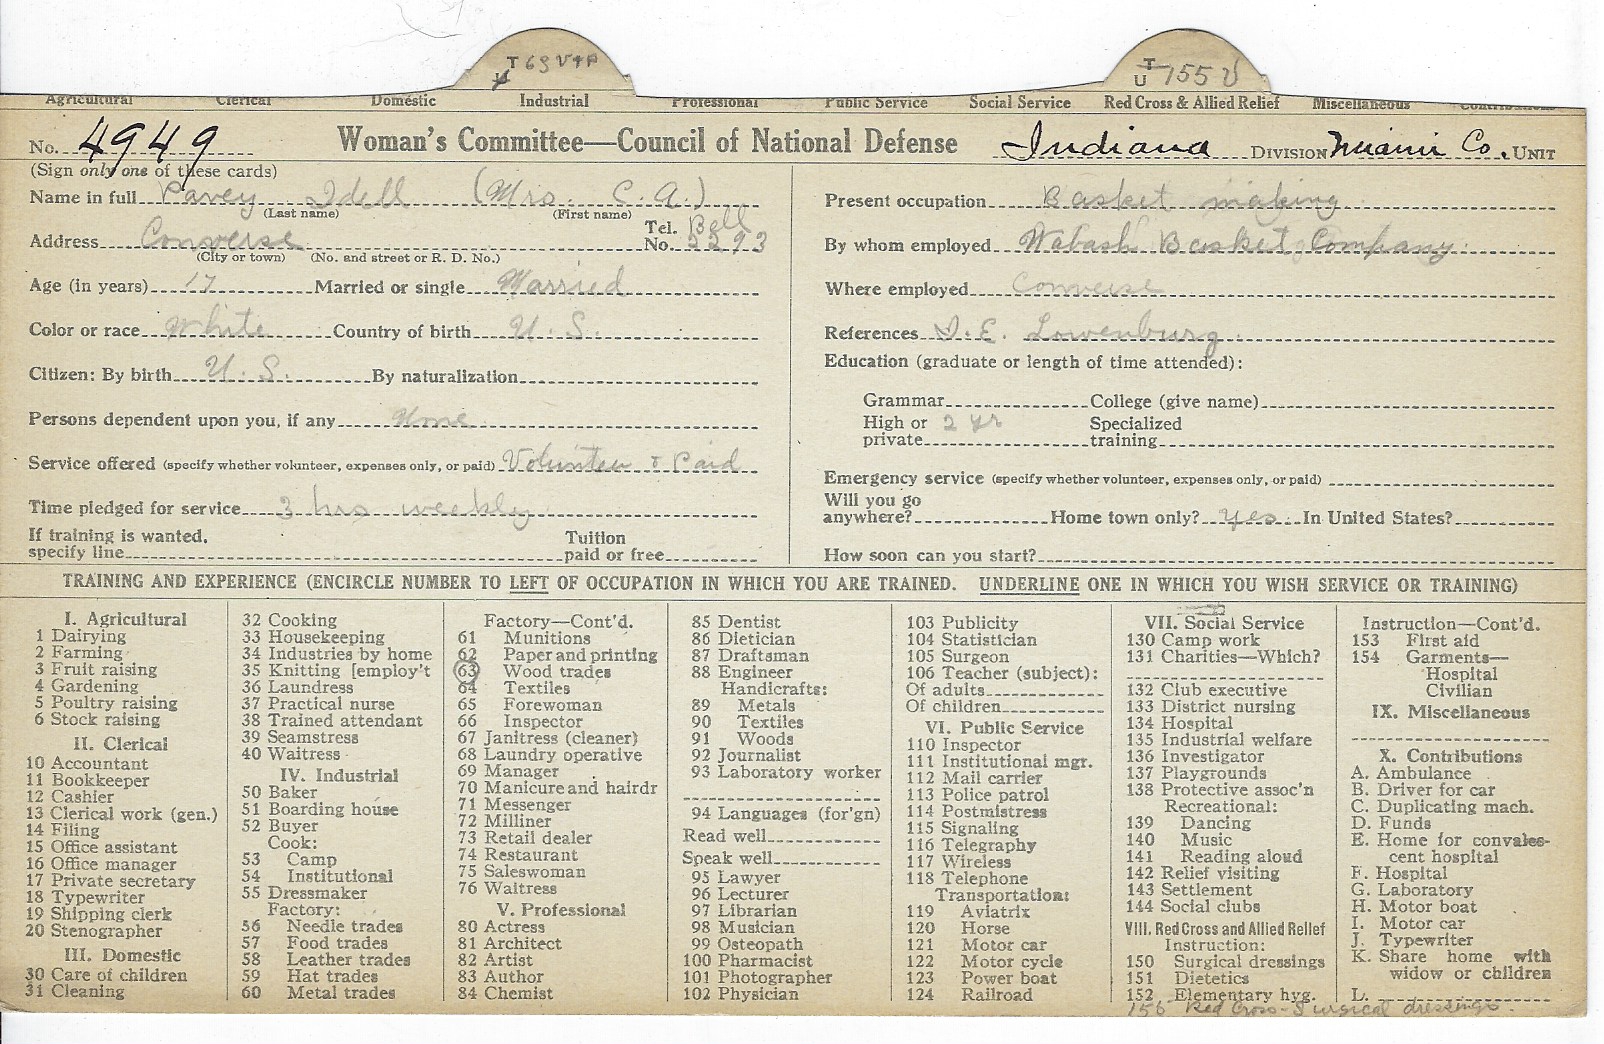 T 63 V+P
T U 155 V
Agricultural Clerical Domestic Industrial Professional Public Service Social Service Red Cross & Allied Relief Miscellaneous Contributions
No. 4949 Woman's Committee—Council of National Defense Indiana DIVISION Miami Co. UNIT
(Sign only one of these cards)
Name in full Pavey Idell (Mrs. C. A.)
(Last name) (First name)
Address Converse Tel. No. Bell 2293
(City or town) (No. and street or R. D. No.)
Age (in years) 17 Married or single Married
Color or race White Country of birth U. S.
Citizen: By birth U. S. By naturalization
Persons dependent upon you, if any None
Service offered (specify whether volunteer, expenses only, or paid) Volunteer & Paid
Time pledged for service 3 hrs weekly
If training is wanted, Tuition
specify line paid or free
Present occupation Basket making
By whom employed Wabash Basket Company
Where employed Converse
References D. E. Lowenburg
Education (graduate or length of time attended):
Grammar College (give name)
High or 2 yr Specialized
private training
Emergency service (specify whether volunteer, expenses only, or paid)
Will you go
anywhere? Home town only? Yes In United States?
How soon can you start?
TRAINING AND EXPERIENCE (ENCIRCLE NUMBER TO LEFT OF OCCUPATION IN WHICH YOU ARE TRAINED. UNDERLINE ONE IN WHICH YOU WISH SERVICE OR TRAINING)
I. Agricultural
1 Dairying
2 Farming
3 Fruit raising
4 Gardening
5 Poultry raising
6 Stock raising
II. Clerical
10 Accountant
11 Bookkeeper
12 Cashier
13 Clerical work (gen.)
14 Filing
15 Office assistant
16 Office manager
17 Private secretary
18 Typewriter
19 Shipping clerk
20 Stenographer
III. Domestic
30 Care of children
31 Cleaning
32 Cooking
33 Housekeeping
34 Industries by home
35 Knitting [employ't
36 Laundress
37 Practical nurse
38 Trained attendant
39 Seamstress
40 Waitress
IV. Industrial
50 Baker
51 Boarding house
52 Buyer
Cook:
53 Camp
54 Institutional
55 Dressmaker
Factory:
56 Needle trades
57 Food trades
58 Leather trades
59 Hat trades
60 Metal trades
Factory—Cont'd.
61 Munitions
62 Paper and printing
63 Wood trades
64 Textiles
65 Forewoman
66 Inspector
67 Janitress (cleaner)
68 Laundry operative
69 Manager
70 Manicure and hairdr
71 Messenger
72 Milliner
73 Retail dealer
74 Restaurant
75 Saleswoman
76 Waitress
V. Professional
80 Actress
81 Architect
82 Artist
83 Author
84 Chemist
85 Dentist
86 Dietician
87 Draftsman
88 Engineer
Handicrafts:
89 Metals
90 Textiles
91 Woods
92 Journalist
93 Laboratory worker
94 Languages (for'gn)
Read well
Speak well
95 Lawyer
96 Lecturer
97 Librarian
98 Musician
99 Osteopath
100 Pharmacist
101 Photographer
102 Physician
103 Publicity
104 Statistician
105 Surgeon
106 Teacher (subject):
Of adults
Of children
VI. Public Service
110 Inspector
111 Institutional mgr.
112 Mail carrier
113 Police patrol
114 Postmistress
115 Signaling
116 Telegraphy
117 Wireless
118 Telephone
Transportation:
119 Aviatrix
120 Horse
121 Motor car
122 Motor cycle
123 Power boat
124 Railroad
VII. Social Service
130 Camp work
131 Charities—Which?
132 Club executive
133 District nursing
134 Hospital
135 Industrial welfare
136 Investigator
137 Playgrounds
138 Protective assoc'n
Recreational:
139 Dancing
140 Music
141 Reading aloud
142 Relief visiting
143 Settlement
144 Social clubs
VIII. Red Cross and Allied Relief
Instruction:
150 Surgical dressings
151 Dietetics
152 Elementary hyg.
Instruction—Cont'd.
153 First aid
154 Garments—
Hospital
Civilian
IX. Miscellaneous
X. Contributions
A. Ambulance
B. Driver for car
C. Duplicating mach.
D. Funds
E. Home for convales-
cent hospital
F. Hospital
G. Laboratory
H. Motor boat
I. Motor car
J. Typewriter
K. Share home with
widow or children
L.
155 Red Cross - Surgical dressings.